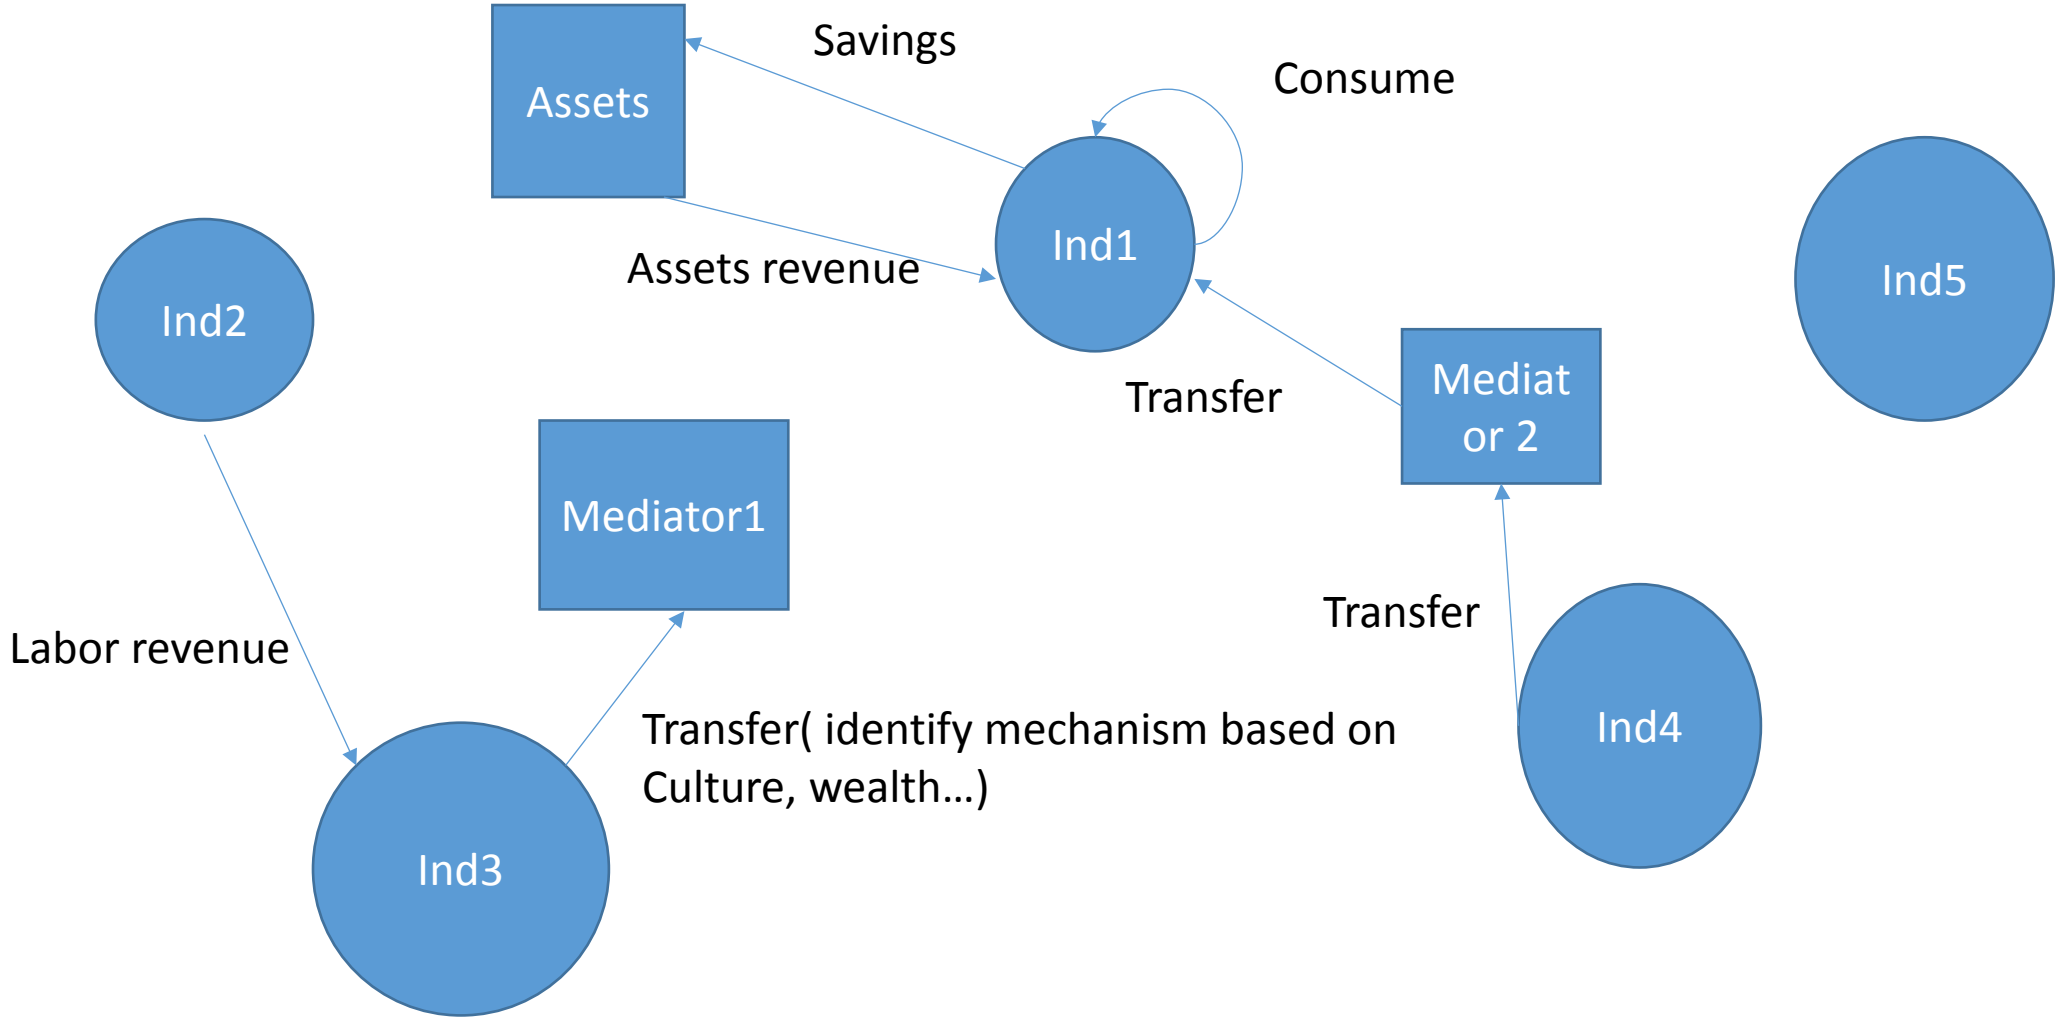 Savings
Consume
Assets
Ind1
Assets revenue
Ind5
Ind2
Transfer
Mediat
or 2
Mediator1
Transfer
Labor revenue
Ind4
Transfer( identify mechanism based on
Culture, wealth...)
Ind3